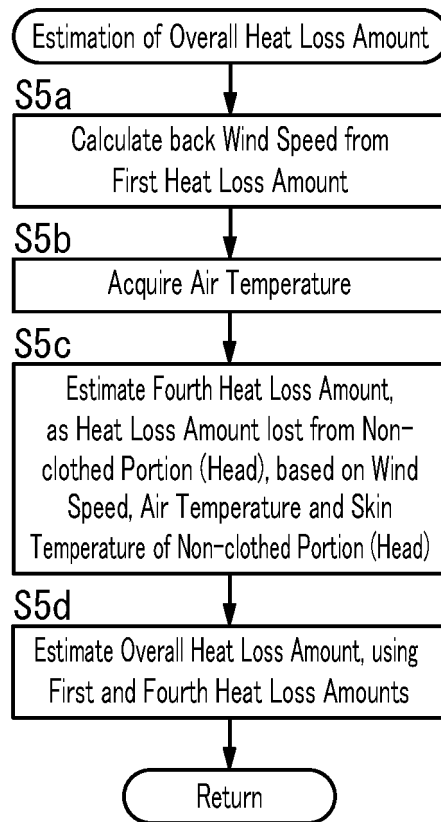 Estimation of Overall Heat Loss Amount
S5a
Calculate back Wind Speed from
First Heat Loss Amount
S5b
Acquire Air Temperature
S5c
Estimate Fourth Heat Loss Amount,
as Heat Loss Amount lost from Non-
clothed Portion (Head), based on Wind
Speed, Air Temperature and Skin
Temperature of Non-clothed Portion (Head)
S5d
Estimate Overall Heat Loss Amount, using
First and Fourth Heat Loss Amounts
Return